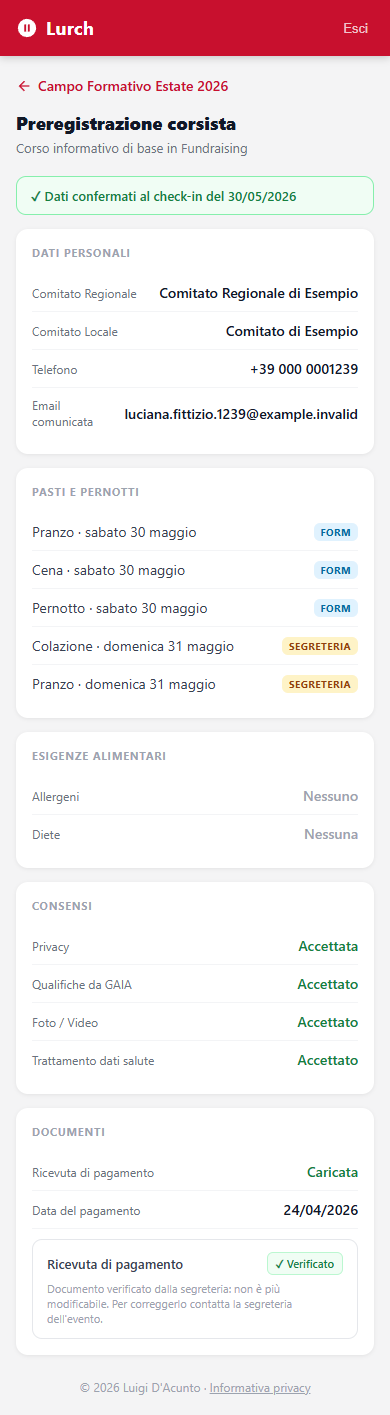 Lurch
Esci
← Campo Formativo Estate 2026
Preregistrazione corsista
Corso informativo di base in Fundraising
✓ Dati confermati al check-in del 30/05/2026
DATI PERSONALI
Comitato Regionale Comitato Regionale di Esempio
Comitato Locale Comitato di Esempio
Telefono +39 000 0001239
Email comunicata luciana.fittizio.1239@example.invalid
PASTI E PERNOTTI
Pranzo · sabato 30 maggio FORM
Cena · sabato 30 maggio FORM
Pernotto · sabato 30 maggio FORM
Colazione · domenica 31 maggio SEGRETERIA
Pranzo · domenica 31 maggio SEGRETERIA
ESIGENZE ALIMENTARI
Allergeni Nessuno
Diete Nessuna
CONSENSI
Privacy Accettata
Qualifiche da GAIA Accettato
Foto / Video Accettato
Trattamento dati salute Accettato
DOCUMENTI
Ricevuta di pagamento Caricata
Data del pagamento 24/04/2026
Ricevuta di pagamento ✓ Verificato
Documento verificato dalla segreteria: non è più
modificabile. Per correggerlo contatta la segreteria
dell'evento.
© 2026 Luigi D'Acunto · Informativa privacy